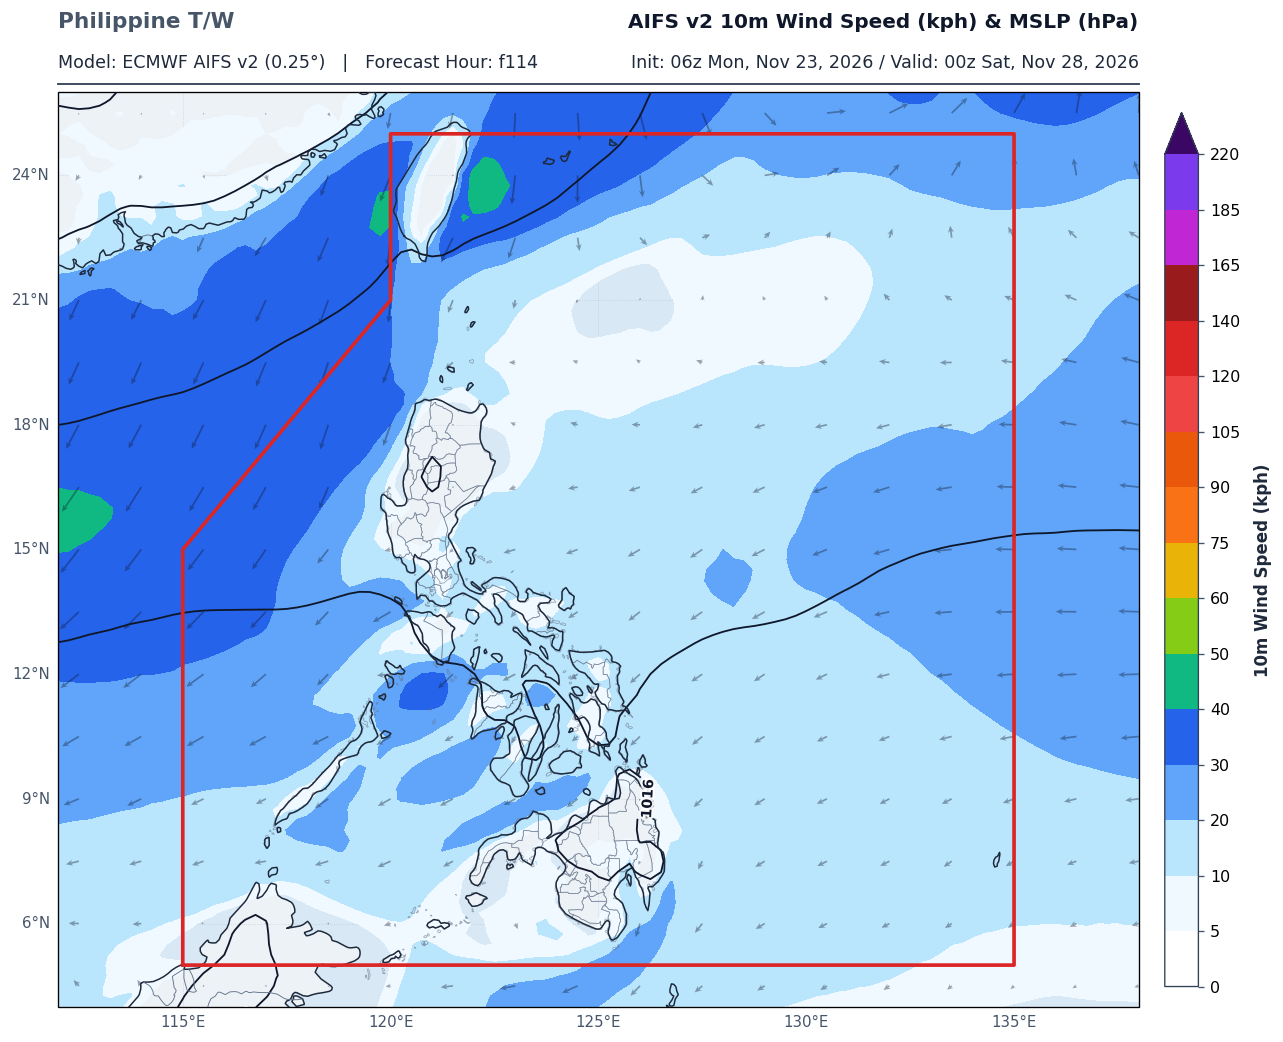 Philippine T/W
AIFS v2 10m Wind Speed (kph) & MSLP (hPa)
Model: ECMWF AIFS v2 (0.25°) | Forecast Hour: f114
Init: 06z Mon, Nov 23, 2026 / Valid: 00z Sat, Nov 28, 2026
24°N
21°N
18°N
15°N
12°N
9°N
6°N
115°E
120°E
125°E
130°E
135°E
1016
220
185
165
140
120
105
90
75
60
50
40
30
20
10
5
0
10m Wind Speed (kph)